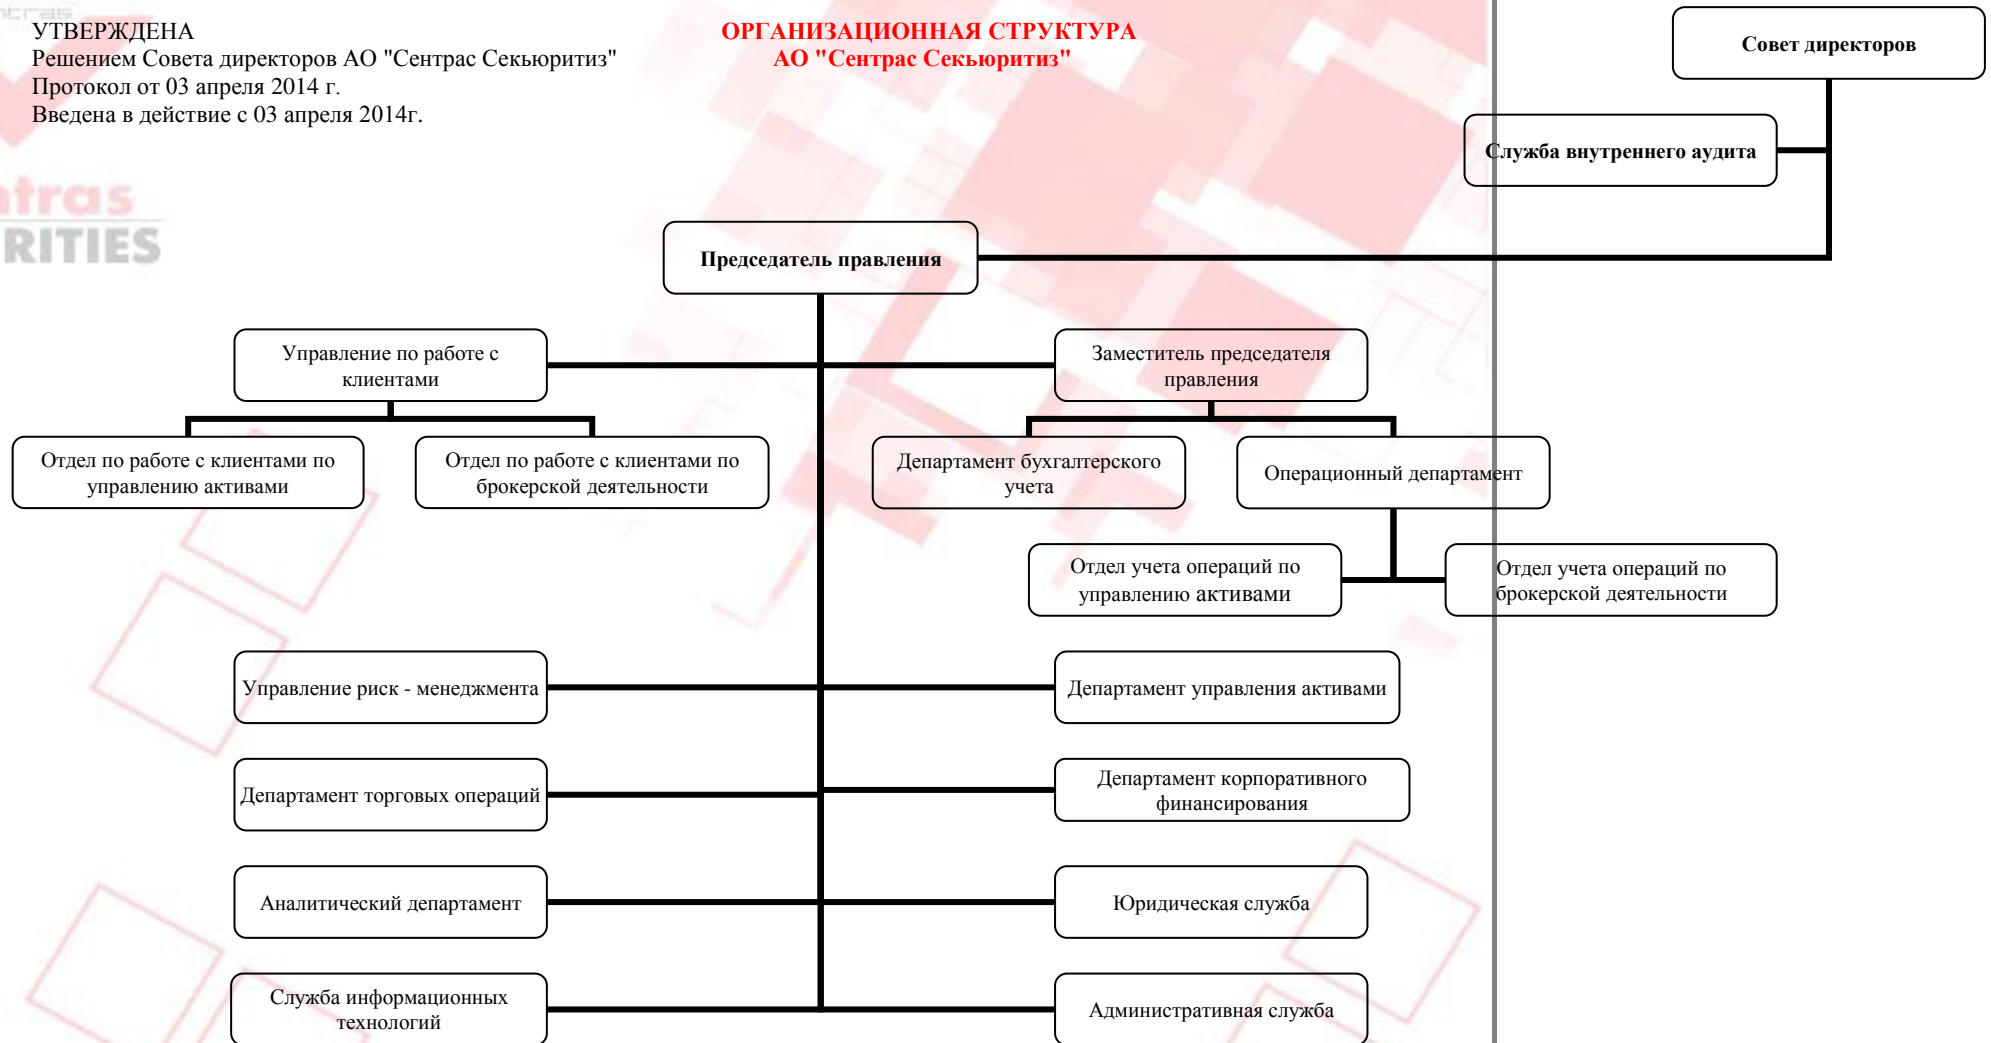 УТВЕРЖДЕНА
Решением Совета директоров АО "Сентрас Секьюритиз"
Протокол от 03 апреля 2014 г.
Введена в действие с 03 апреля 2014г.
ОРГАНИЗАЦИОННАЯ СТРУКТУРА
АО "Сентрас Секьюритиз"
Совет директоров
Служба внутреннего аудита
ntras
RITIES
Председатель правления
Управление по работе с
клиентами
Заместитель председателя
правления
Отдел по работе с клиентами по
управлению активами
Отдел по работе с клиентами по
брокерской деятельности
Департамент бухгалтерского
учета
Операционный департамент
Отдел учета операций по
управлению активами
Отдел учета операций по
брокерской деятельности
Управление риск - менеджмента
Департамент управления активами
Департамент торговых операций
Департамент корпоративного
финансирования
Аналитический департамент
Юридическая служба
Служба информационных
технологий
Административная служба